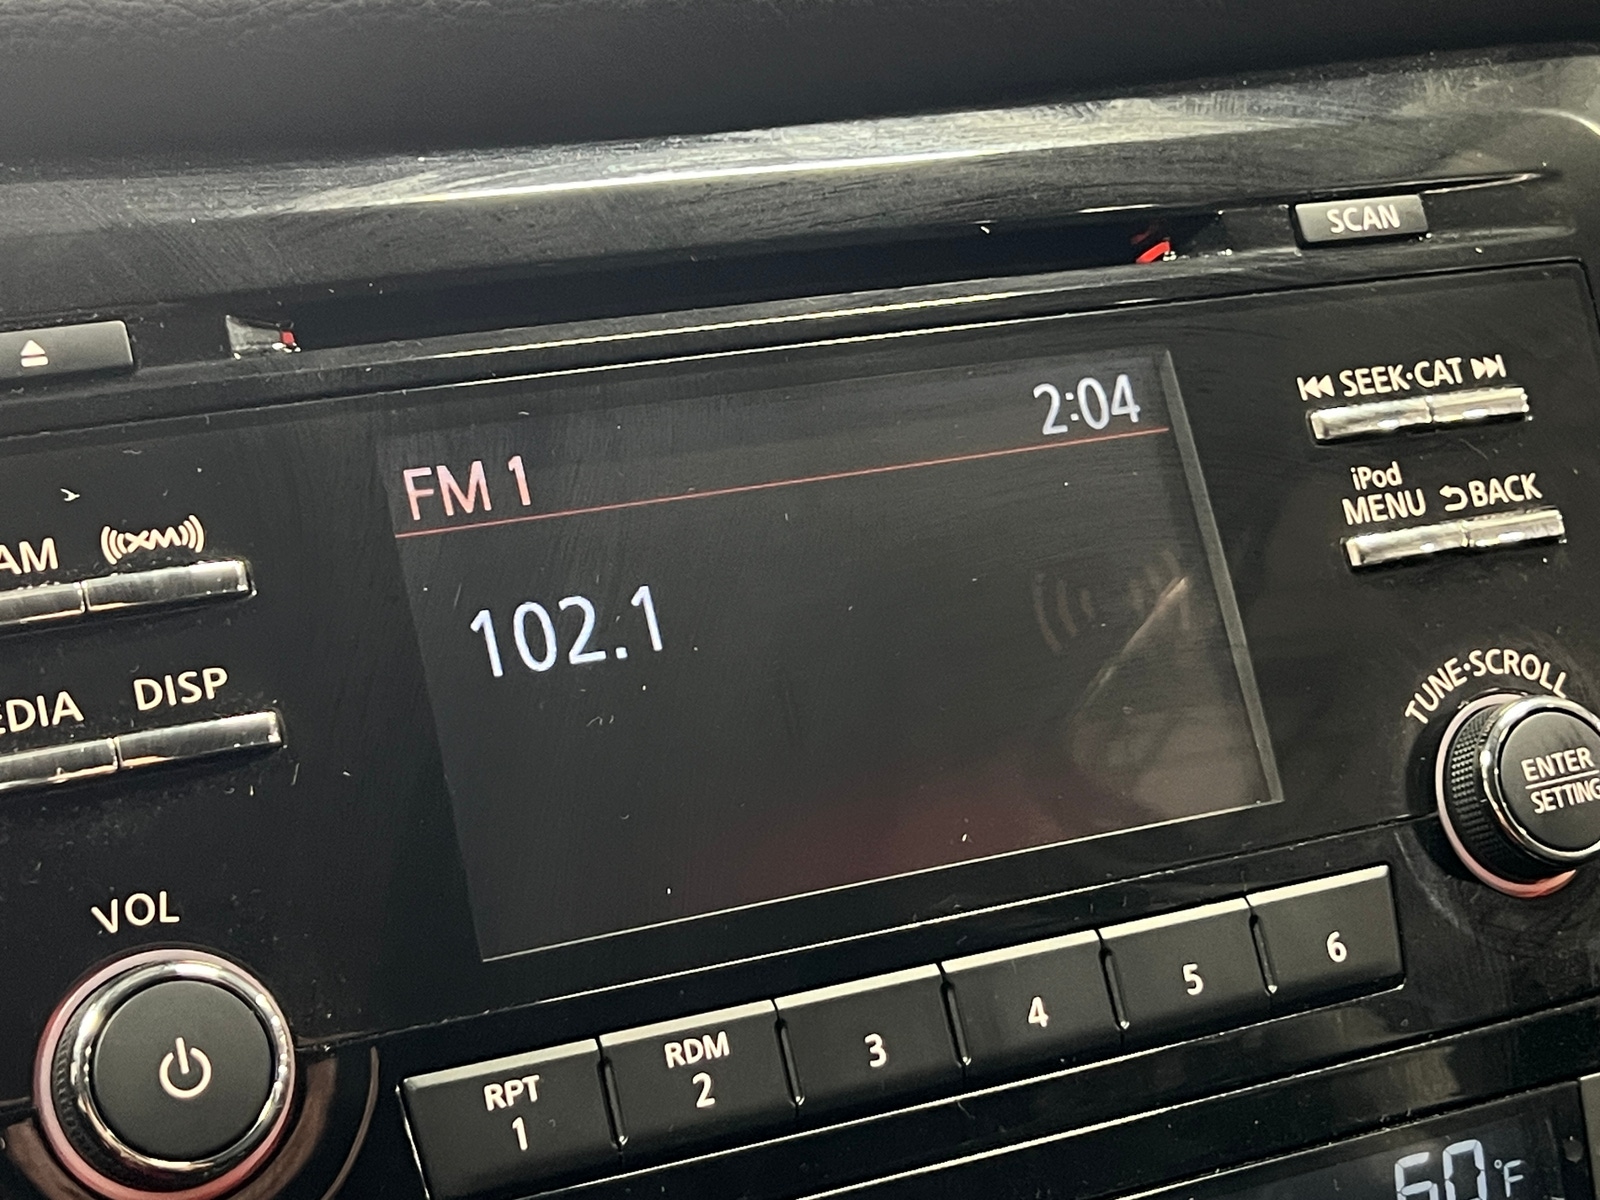 SCAN
SEEK·CAT
2:04
FM 1
iPod
MENU BACK
AM XM
102.1
DISP
TUNE·SCROLL
ENTER
SETTING
VOL
6
5
4
3
RDM
2
RPT
1
60°F